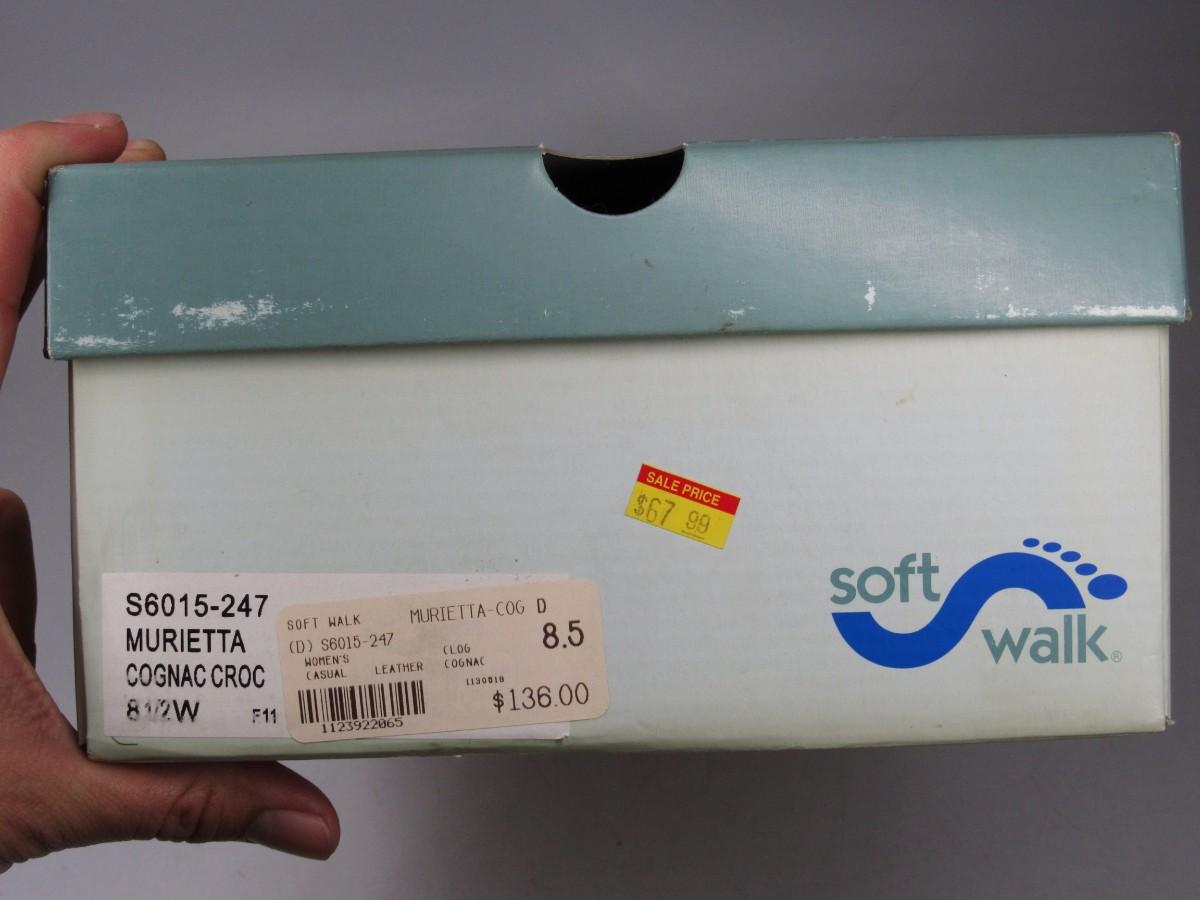 SALE PRICE
$67 99
soft
walk®
S6015-247
MURIETTA
COGNAC CROC
8 1/2W F11
SOFT WALK MURIETTA-COG D
(D) S6015-247 8.5
WOMEN'S CLOG
CASUAL LEATHER COGNAC
1130610
$136.00
1123922065